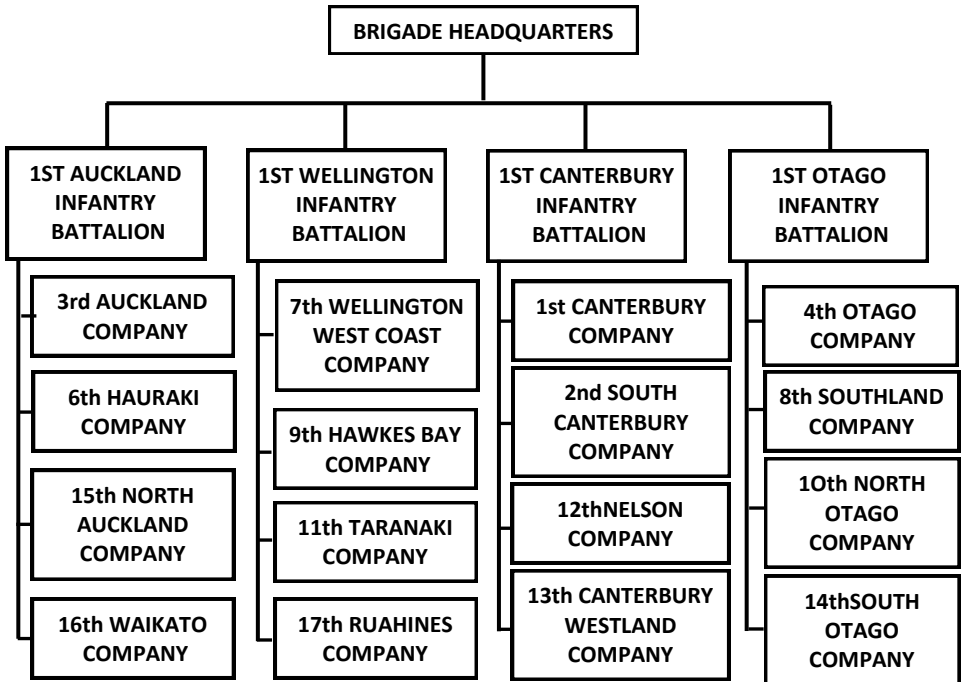 BRIGADE HEADQUARTERS
1ST AUCKLAND
INFANTRY
BATTALION
3rd AUCKLAND
COMPANY
6th HAURAKI
COMPANY
15th NORTH
AUCKLAND
COMPANY
16th WAIKATO
COMPANY
1ST WELLINGTON
INFANTRY
BATTALION
7th WELLINGTON
WEST COAST
COMPANY
9th HAWKES BAY
COMPANY
11th TARANAKI
COMPANY
17th RUAHINES
COMPANY
1ST CANTERBURY
INFANTRY
BATTALION
1st CANTERBURY
COMPANY
2nd SOUTH
CANTERBURY
COMPANY
12thNELSON
COMPANY
13th CANTERBURY
WESTLAND
COMPANY
1ST OTAGO
INFANTRY
BATTALION
4th OTAGO
COMPANY
8th SOUTHLAND
COMPANY
1Oth NORTH
OTAGO
COMPANY
14thSOUTH
OTAGO
COMPANY